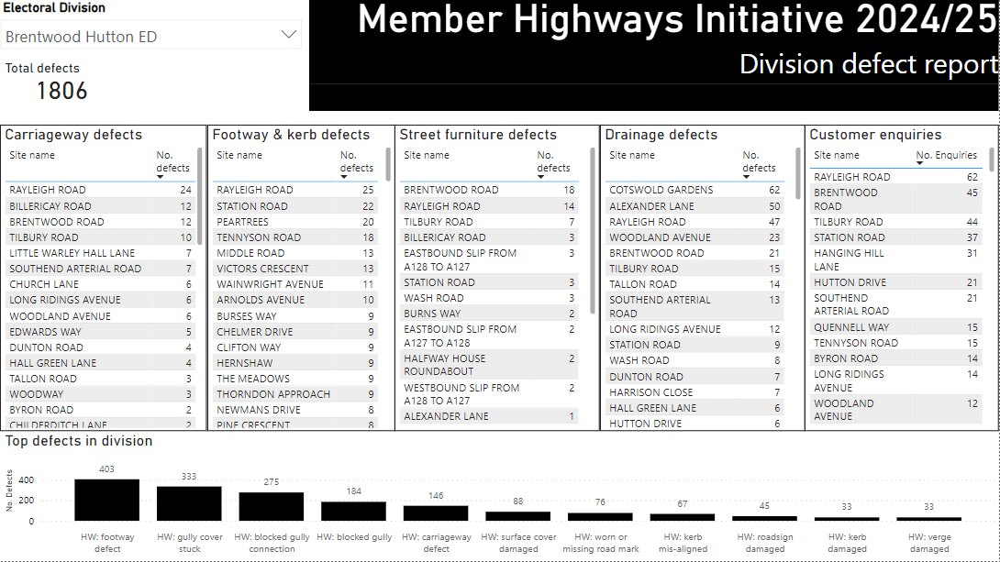 Electoral Division
Brentwood Hutton ED
Total defects
1806
Member Highways Initiative 2024/25
Division defect report
Carriageway defects
Site name No. defects
RAYLEIGH ROAD 24
BILLERICAY ROAD 12
BRENTWOOD ROAD 12
TILBURY ROAD 10
LITTLE WARLEY HALL LANE 7
SOUTHEND ARTERIAL ROAD 7
CHURCH LANE 6
LONG RIDINGS AVENUE 6
WOODLAND AVENUE 6
EDWARDS WAY 5
DUNTON ROAD 4
HALL GREEN LANE 4
TALLON ROAD 3
WOODWAY 3
BYRON ROAD 2
CHILDERDITCH LANE 2
Footway & kerb defects
Site name No. defects
RAYLEIGH ROAD 25
STATION ROAD 22
PEARTREES 20
TENNYSON ROAD 18
MIDDLE ROAD 13
VICTORS CRESCENT 13
WAINWRIGHT AVENUE 11
ARNOLDS AVENUE 10
BURSES WAY 9
CHELMER DRIVE 9
CLIFTON WAY 9
HERNSHAW 9
THE MEADOWS 9
THORNDON APPROACH 9
NEWMANS DRIVE 8
PINE CRESCENT 8
Street furniture defects
Site name No. defects
BRENTWOOD ROAD 18
RAYLEIGH ROAD 14
TILBURY ROAD 7
BILLERICAY ROAD 3
EASTBOUND SLIP FROM 3
A128 TO A127
STATION ROAD 3
WASH ROAD 3
BURNS WAY 2
EASTBOUND SLIP FROM 2
A127 TO A128
HALFWAY HOUSE 2
ROUNDABOUT
WESTBOUND SLIP FROM 2
A128 TO A127
ALEXANDER LANE 1
Drainage defects
Site name No. defects
COTSWOLD GARDENS 62
ALEXANDER LANE 50
RAYLEIGH ROAD 47
WOODLAND AVENUE 23
BRENTWOOD ROAD 21
TILBURY ROAD 15
TALLON ROAD 14
SOUTHEND ARTERIAL 13
ROAD
LONG RIDINGS AVENUE 12
STATION ROAD 9
WASH ROAD 8
DUNTON ROAD 7
HARRISON CLOSE 7
HALL GREEN LANE 6
HUTTON DRIVE 6
Customer enquiries
Site name No. Enquiries
RAYLEIGH ROAD 62
BRENTWOOD 45
ROAD
TILBURY ROAD 44
STATION ROAD 37
HANGING HILL 31
LANE
HUTTON DRIVE 21
SOUTHEND 21
ARTERIAL ROAD
QUENNELL WAY 15
TENNYSON ROAD 15
BYRON ROAD 14
LONG RIDINGS 14
AVENUE
WOODLAND 12
AVENUE
Top defects in division
No. Defects
400
200
0
403 333 275 184 146 88 76 67 45 33 33
HW: footway defect
HW: gully cover stuck
HW: blocked gully connection
HW: blocked gully
HW: carriageway defect
HW: surface cover damaged
HW: worn or missing road mark
HW: kerb mis-aligned
HW: roadsign damaged
HW: kerb damaged
HW: verge damaged